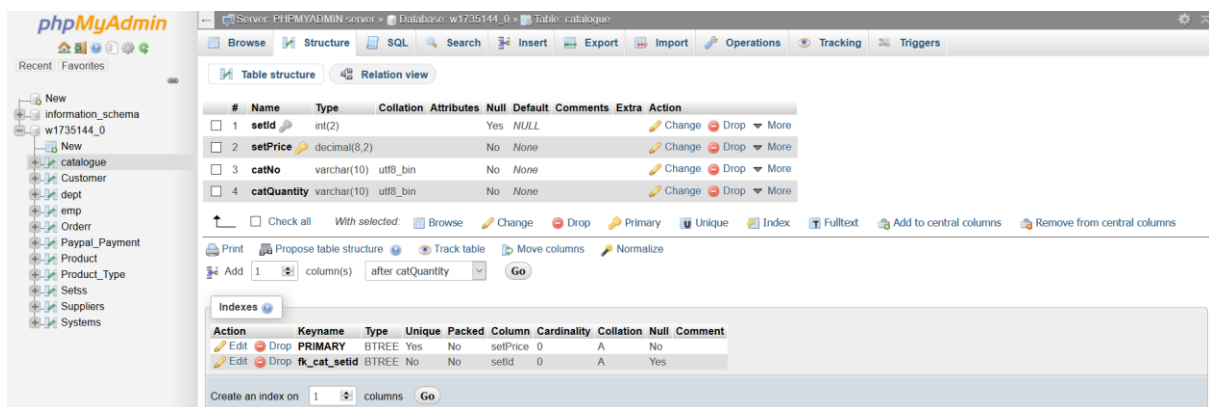 phpMyAdmin
Recent Favorites
New
information_schema
w1735144_0
New
catalogue
Customer
dept
emp
Orderr
Paypal_Payment
Product
Product_Type
Setss
Suppliers
Systems
Server: PHPMYADMIN server » Database: w1735144_0 » Table: catalogue
Browse Structure SQL Search Insert Export Import Operations Tracking Triggers
Table structure Relation view
# Name Type Collation Attributes Null Default Comments Extra Action
1 setId int(2) Yes NULL Change Drop More
2 setPrice decimal(8,2) No None Change Drop More
3 catNo varchar(10) utf8_bin No None Change Drop More
4 catQuantity varchar(10) utf8_bin No None Change Drop More
Check all With selected: Browse Change Drop Primary Unique Index Fulltext Add to central columns Remove from central columns
Print Propose table structure Track table Move columns Normalize
Add 1 column(s) after catQuantity Go
Indexes
Action Keyname Type Unique Packed Column Cardinality Collation Null Comment
Edit Drop PRIMARY BTREE Yes No setPrice 0 A No
Edit Drop fk_cat_setid BTREE No No setId 0 A Yes
Create an index on 1 columns Go